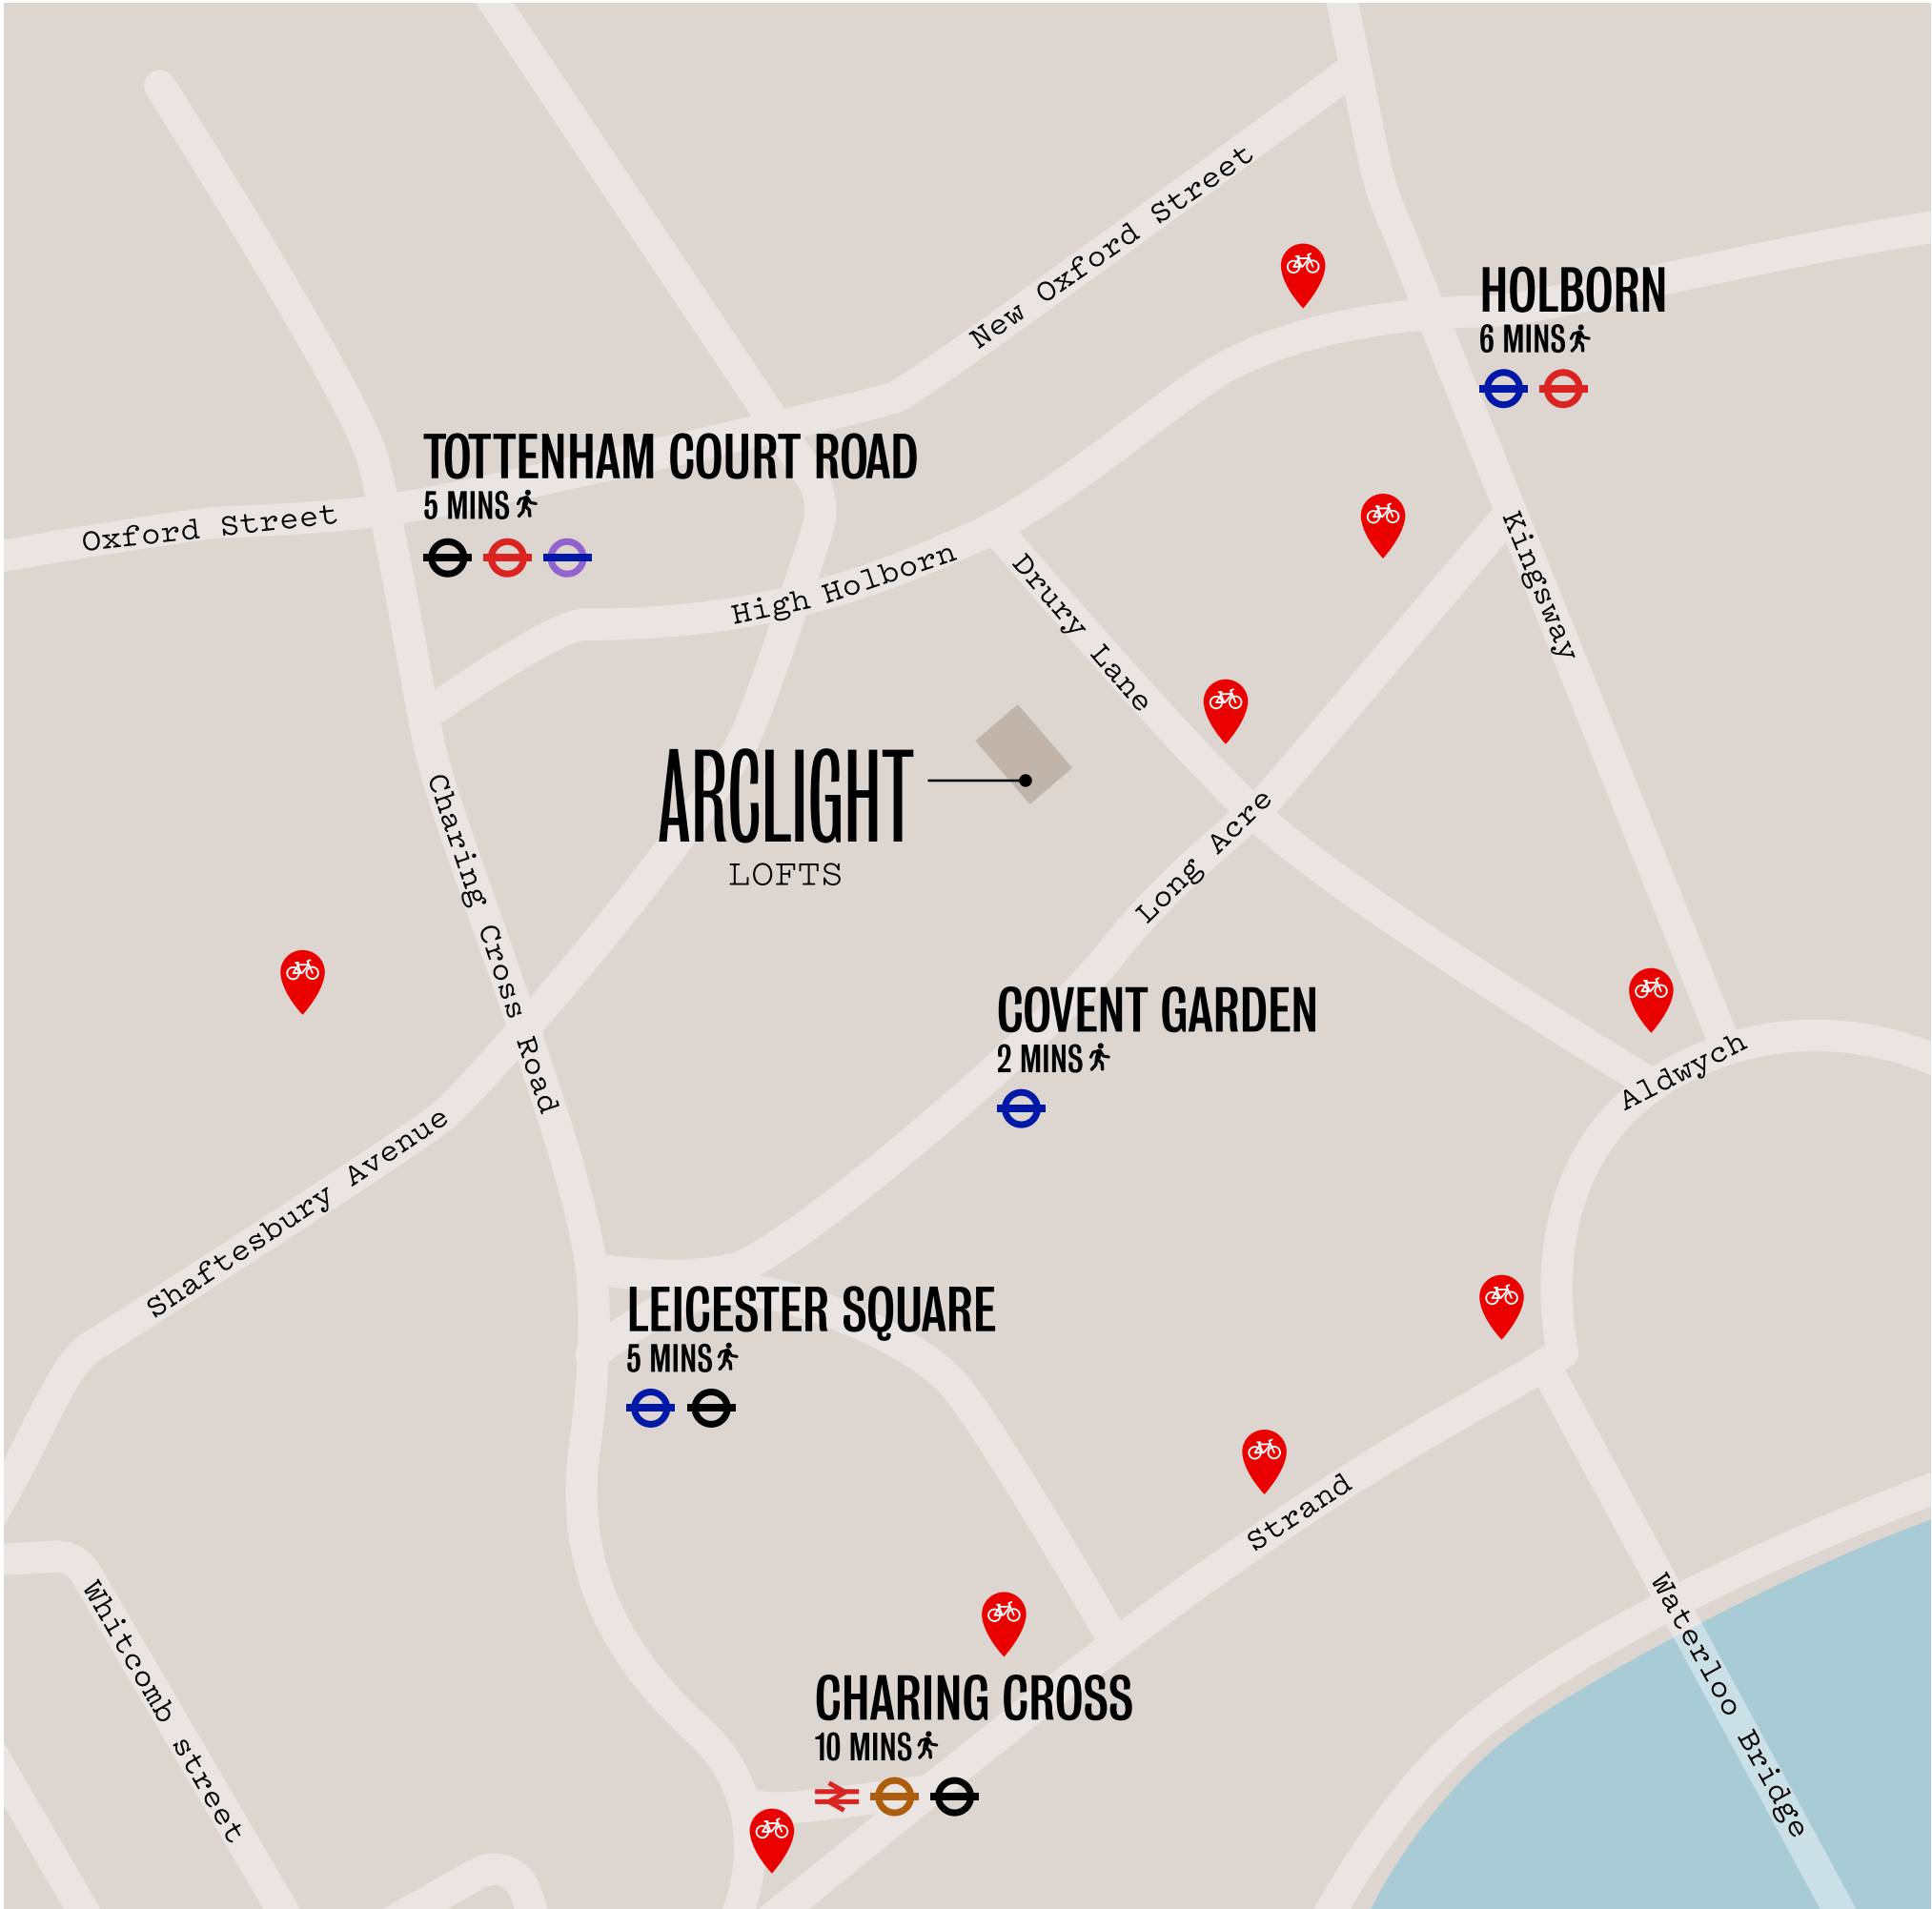 New Oxford Street
HOLBORN
6 MINS
TOTTENHAM COURT ROAD
5 MINS
Oxford Street
Kingsway
High Holborn
Drury Lane
ARCLIGHT
LOFTS
Charing Cross Road
Long Acre
COVENT GARDEN
2 MINS
Aldwych
Shaftesbury Avenue
LEICESTER SQUARE
5 MINS
Strand
Whitcomb street
Waterloo Bridge
CHARING CROSS
10 MINS